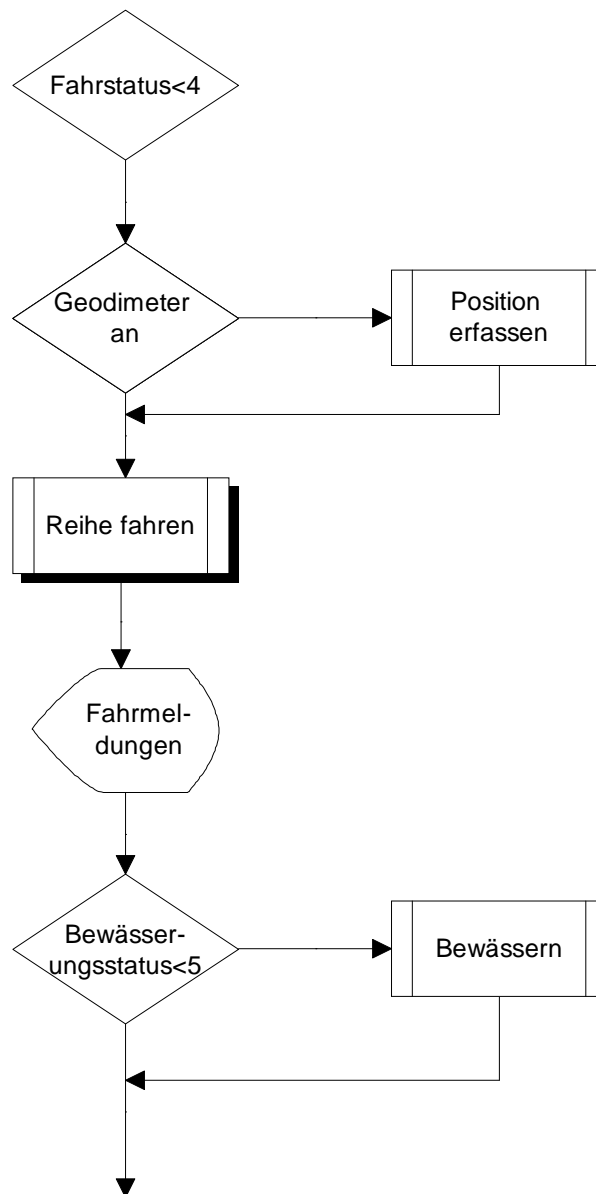 Fahrstatus<4
Geodimeter
an
Position
erfassen
Reihe fahren
Fahrmel-
dungen
Bewässer-
ungsstatus<5
Bewässern